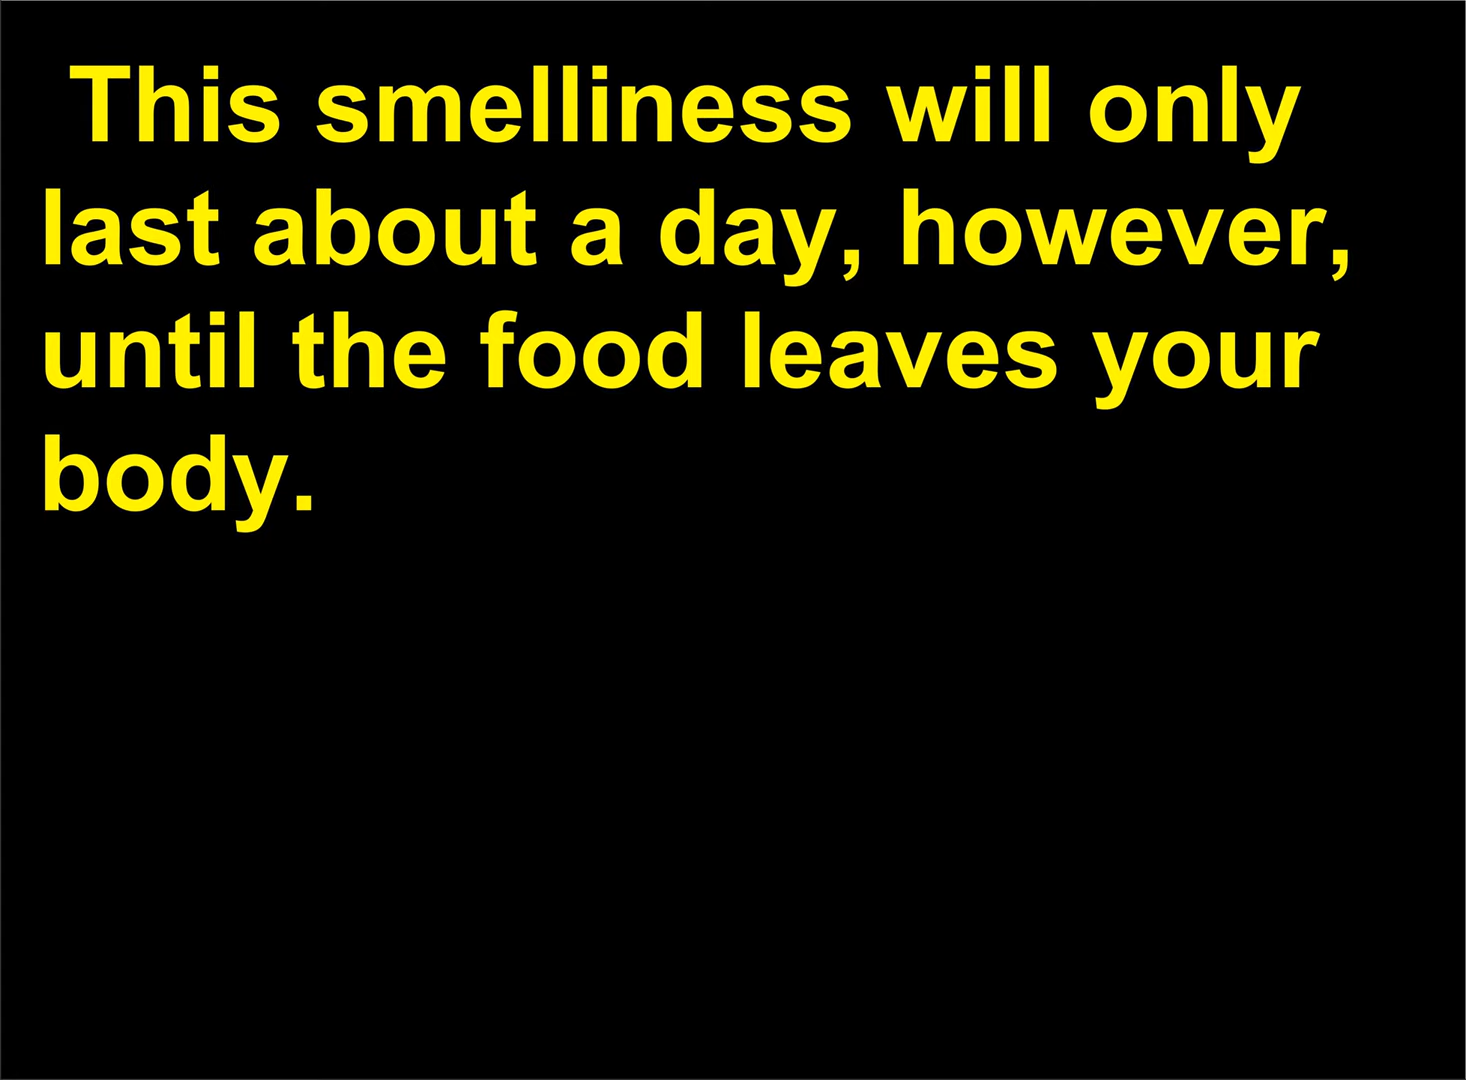 This smelliness will only
last about a day, however,
until the food leaves your
body.